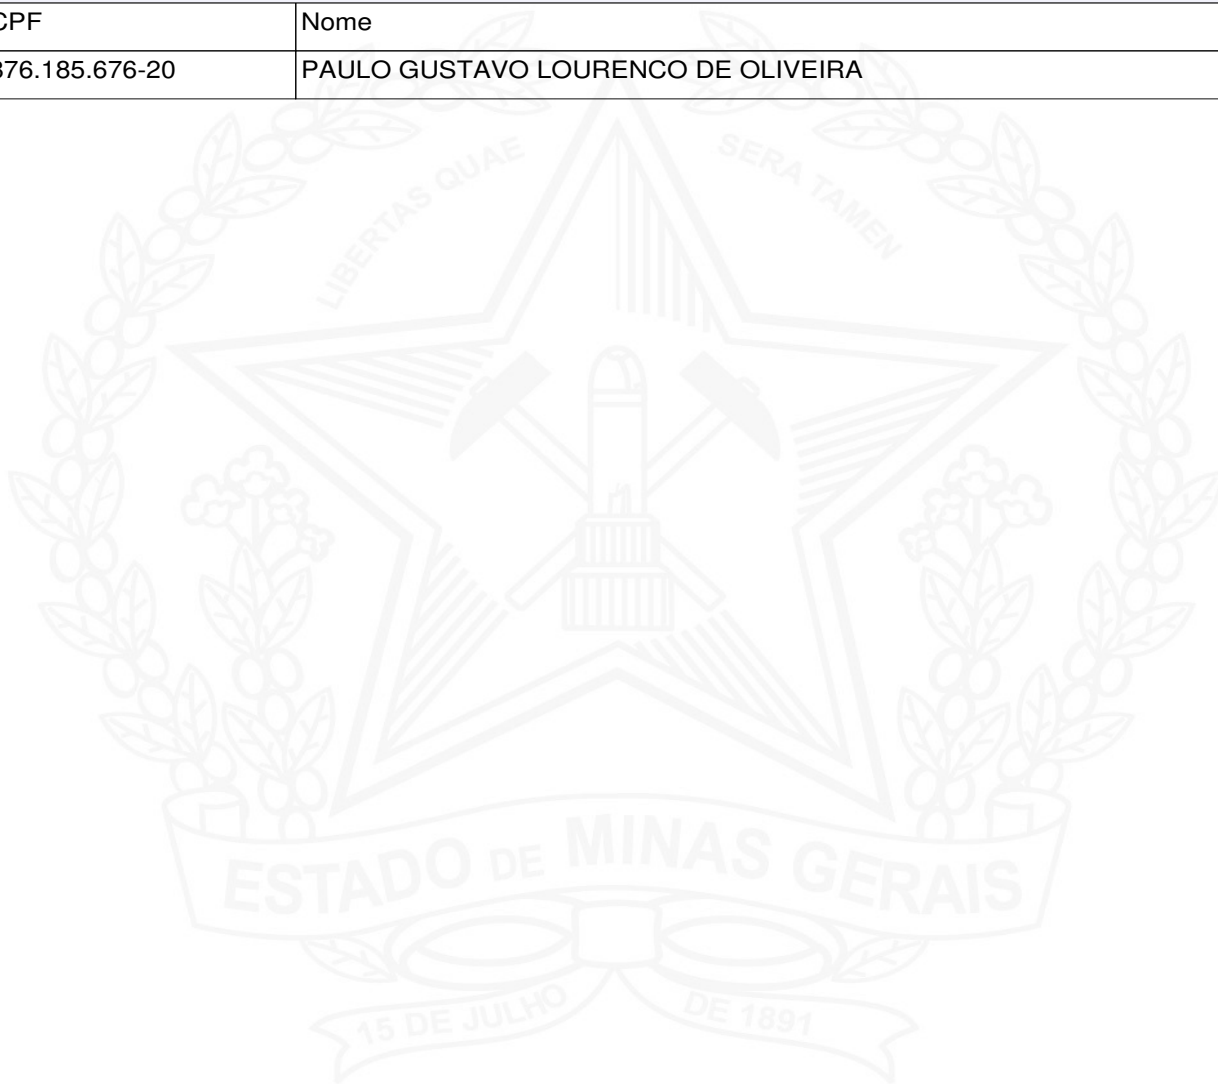 CPF Nome
376.185.676-20 PAULO GUSTAVO LOURENCO DE OLIVEIRA
LIBERTAS QUAE SERA TAMEN
ESTADO DE MINAS GERAIS
15 DE JULHO DE 1891